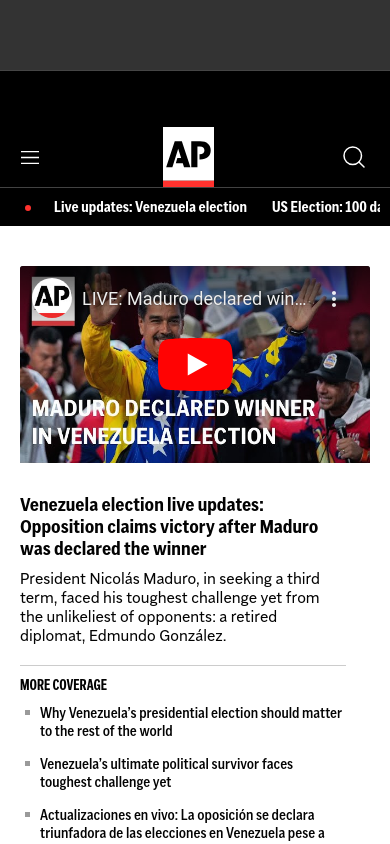 AP
Live updates: Venezuela election US Election: 100 da
AP LIVE: Maduro declared win...
MADURO DECLARED WINNER
IN VENEZUELA ELECTION
Venezuela election live updates:
Opposition claims victory after Maduro
was declared the winner
President Nicolás Maduro, in seeking a third
term, faced his toughest challenge yet from
the unlikeliest of opponents: a retired
diplomat, Edmundo González.
MORE COVERAGE
Why Venezuela’s presidential election should matter
to the rest of the world
Venezuela’s ultimate political survivor faces
toughest challenge yet
Actualizaciones en vivo: La oposición se declara
triunfadora de las elecciones en Venezuela pese a